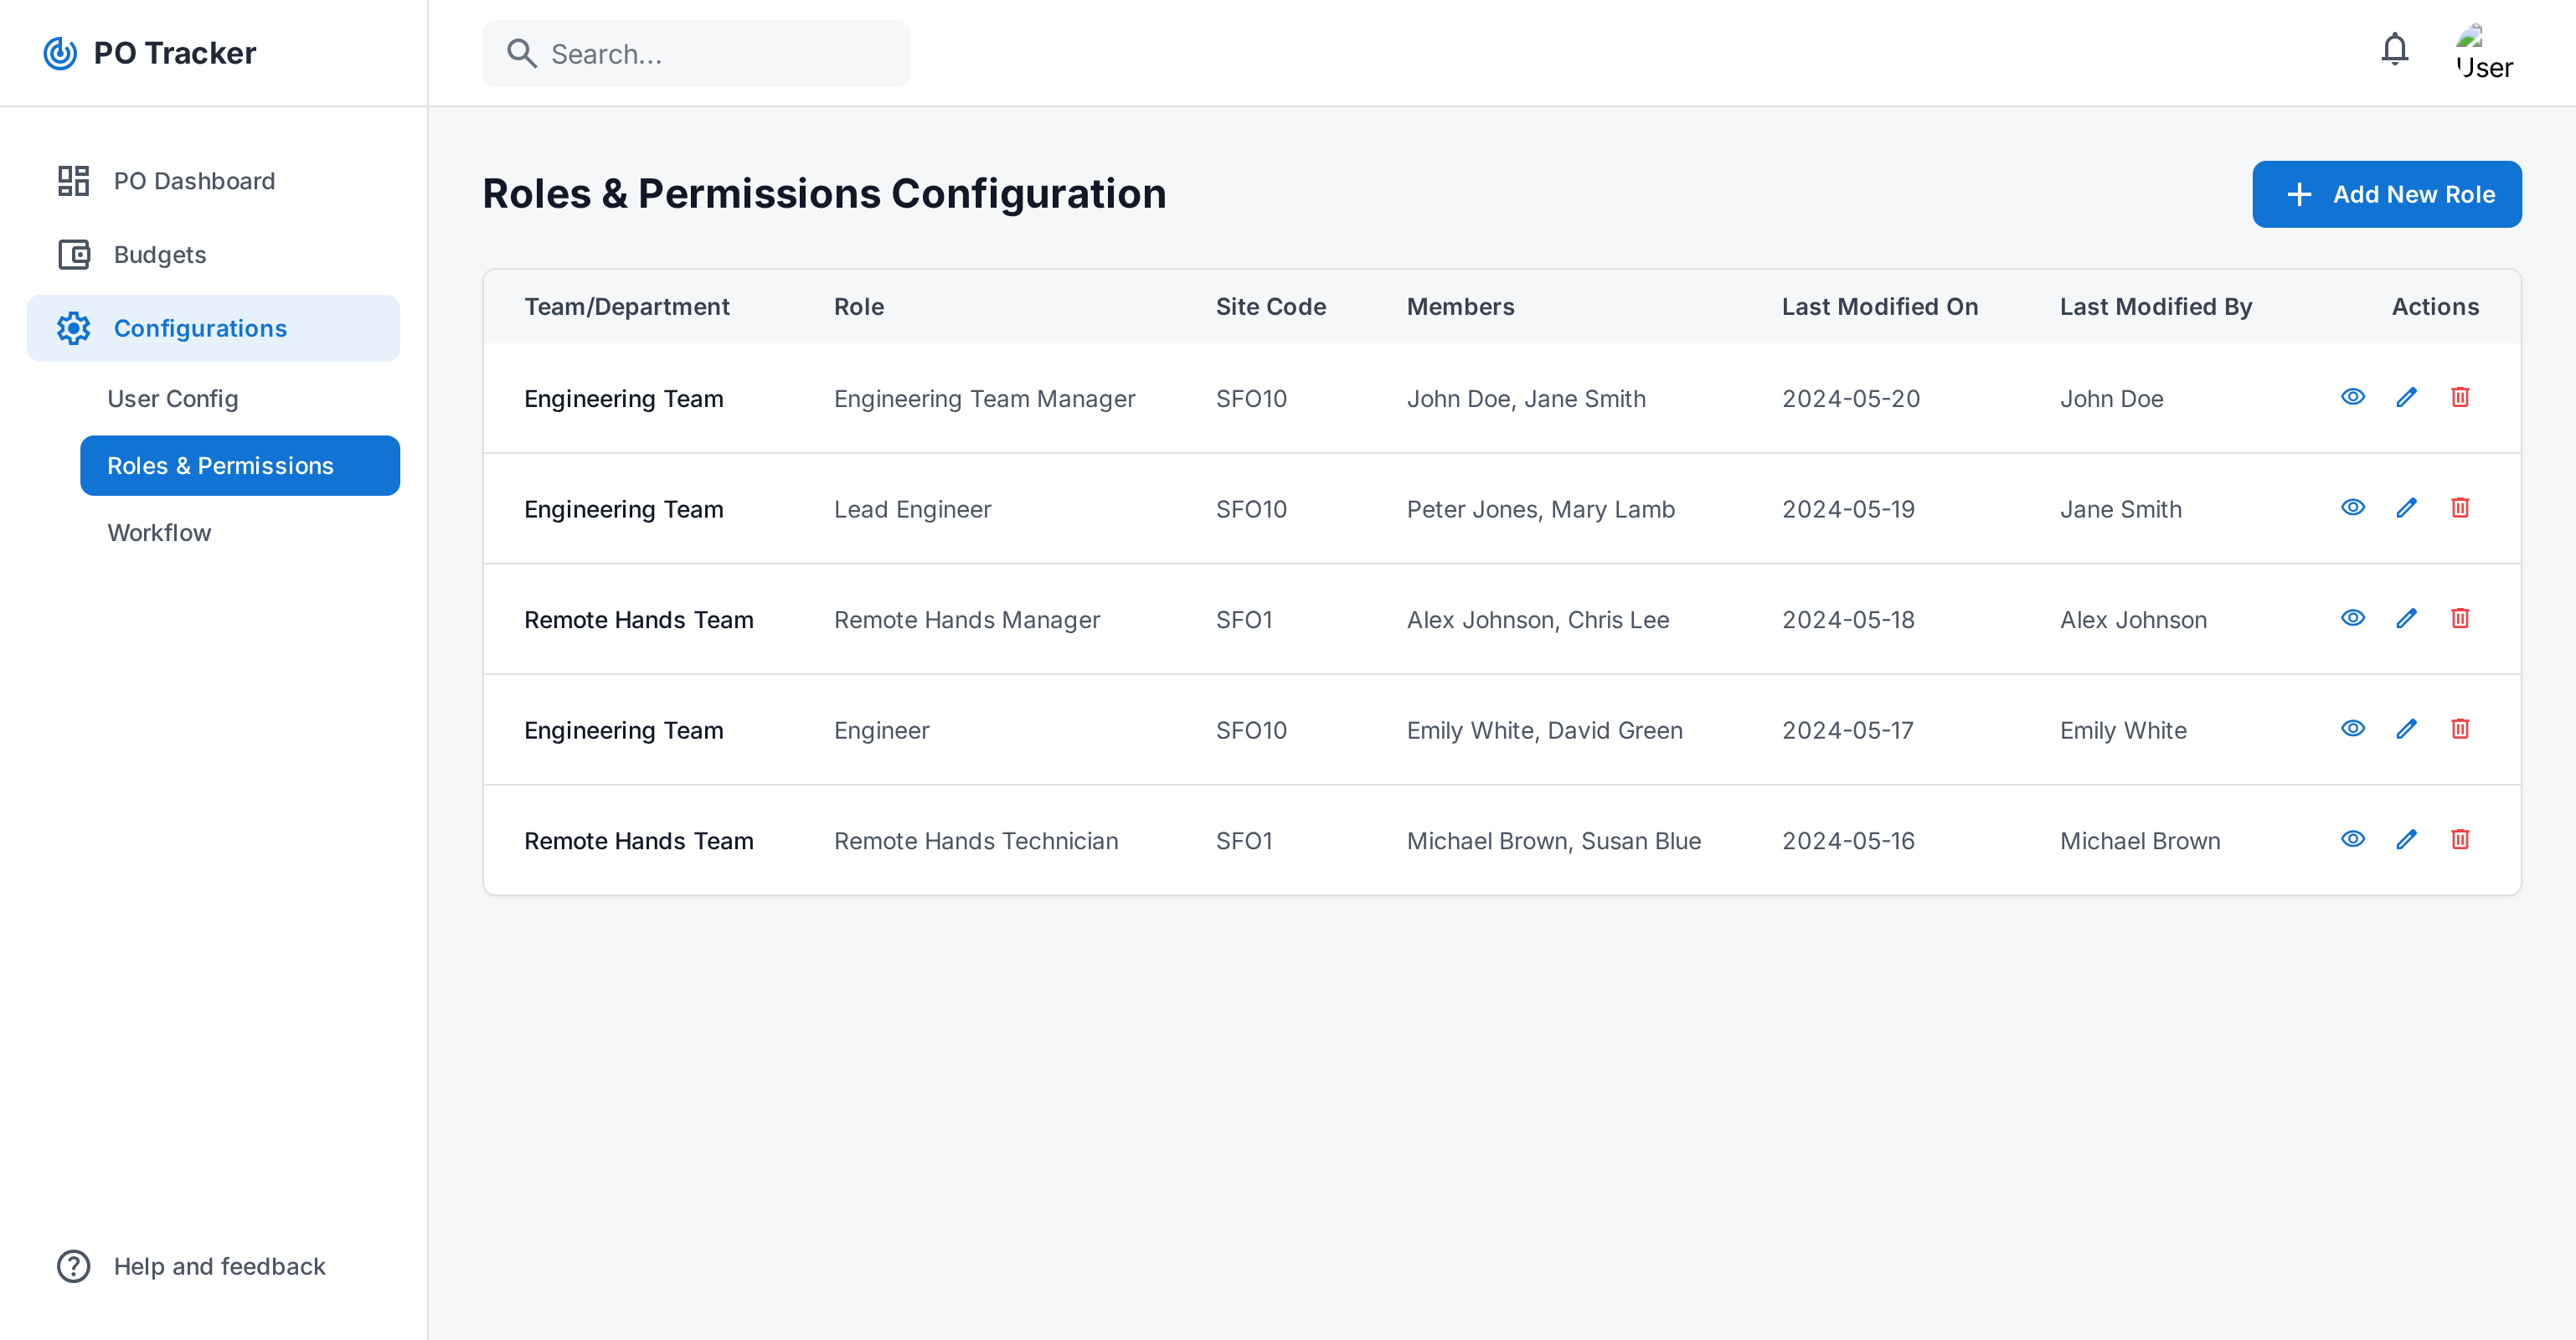 PO Tracker
Search...
User
PO Dashboard
Budgets
Configurations
User Config
Roles & Permissions
Workflow
Help and feedback
Roles & Permissions Configuration
Add New Role
Team/Department Role Site Code Members Last Modified On Last Modified By Actions
Engineering Team Engineering Team Manager SFO10 John Doe, Jane Smith 2024-05-20 John Doe
Engineering Team Lead Engineer SFO10 Peter Jones, Mary Lamb 2024-05-19 Jane Smith
Remote Hands Team Remote Hands Manager SFO1 Alex Johnson, Chris Lee 2024-05-18 Alex Johnson
Engineering Team Engineer SFO10 Emily White, David Green 2024-05-17 Emily White
Remote Hands Team Remote Hands Technician SFO1 Michael Brown, Susan Blue 2024-05-16 Michael Brown